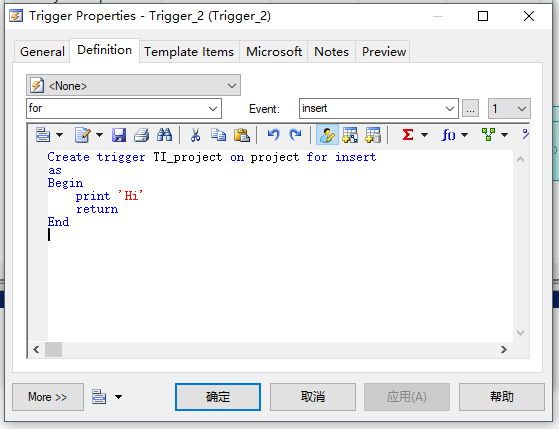 Trigger Properties - Trigger_2 (Trigger_2)
General Definition Template Items Microsoft Notes Preview
<None>
for Event: insert ... 1
Σ fo
Create trigger TI_project on project for insert
as
Begin
print 'Hi'
return
End
More >> 确定 取消 应用(A) 帮助